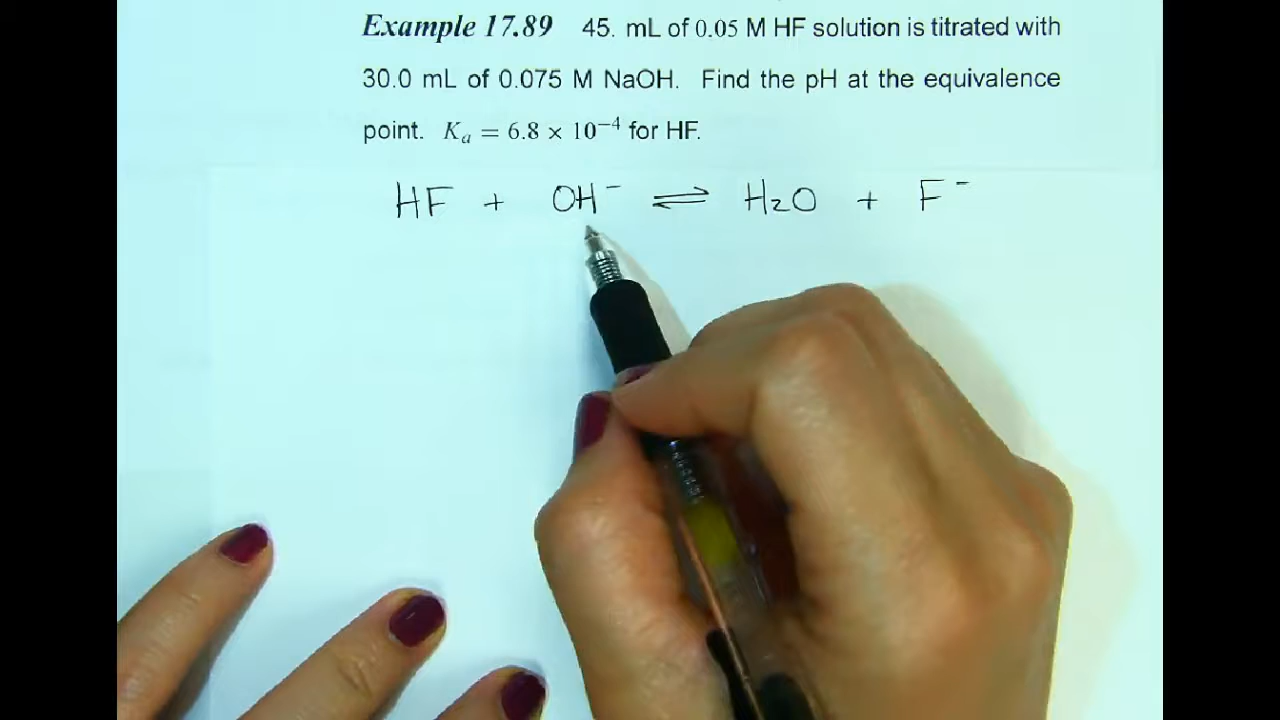 Example 17.89 45. mL of 0.05 M HF solution is titrated with
30.0 mL of 0.075 M NaOH. Find the pH at the equivalence
point. Kₐ = 6.8 × 10⁻⁴ for HF.
HF + OH⁻ ⇌ H₂O + F⁻